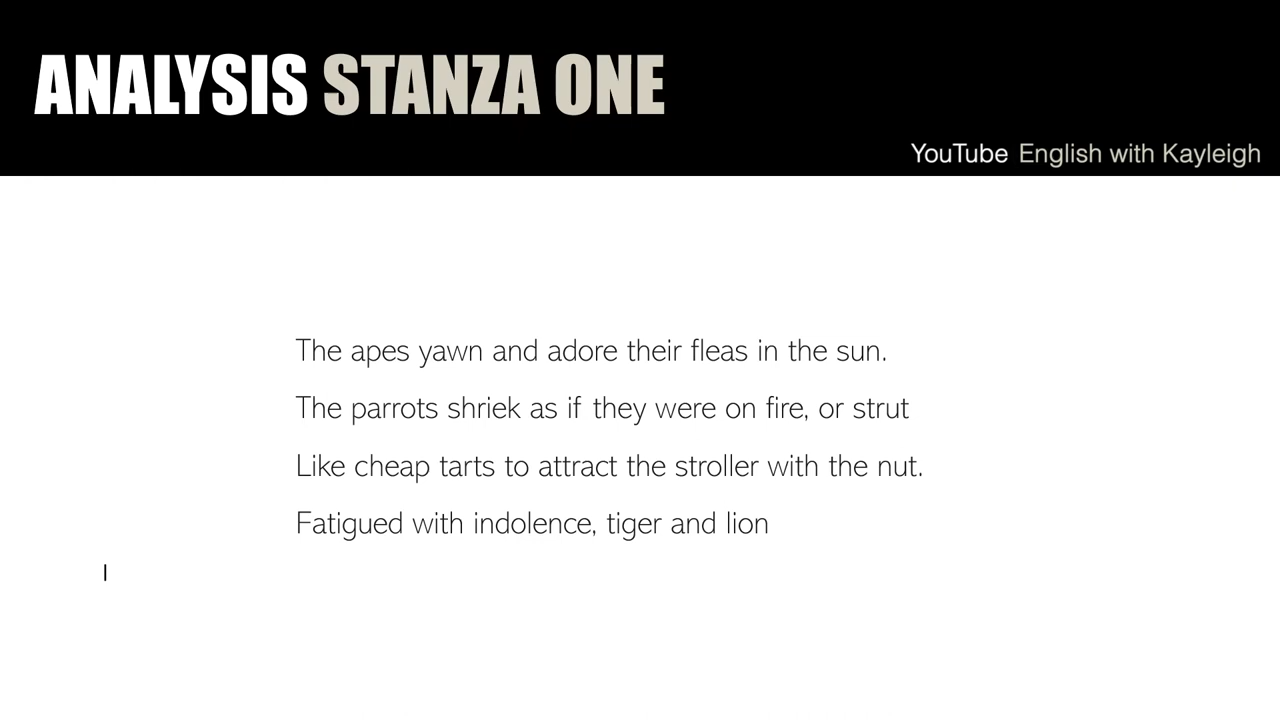 ANALYSIS STANZA ONE
YouTube English with Kayleigh
The apes yawn and adore their fleas in the sun.
The parrots shriek as if they were on fire, or strut
Like cheap tarts to attract the stroller with the nut.
Fatigued with indolence, tiger and lion